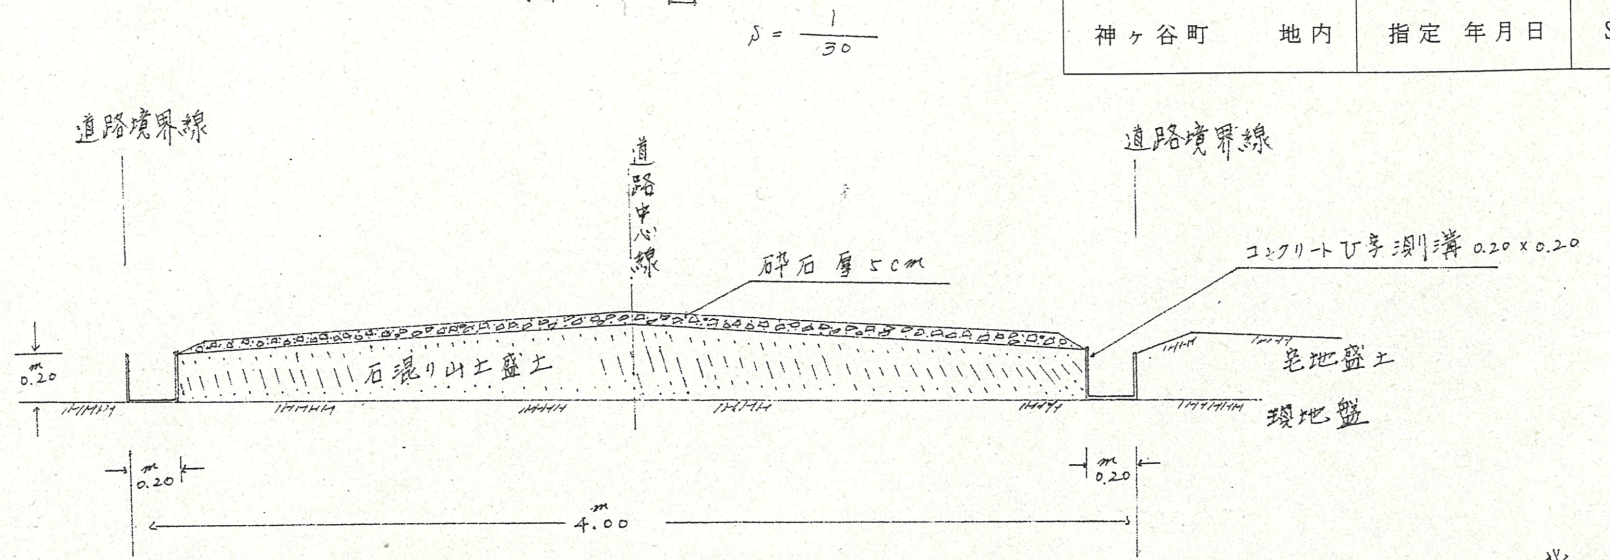 S = 1/30
神ヶ谷町 地内 指定 年月日 S
道路境界線
道路中心線
道路境界線
砕石 厚 5cm
コンクリートU字測溝 0.20 × 0.20
石混り山土盛土
宅地盛土
現地盤
m
0.20
m
0.20
m
0.20
m
4.00